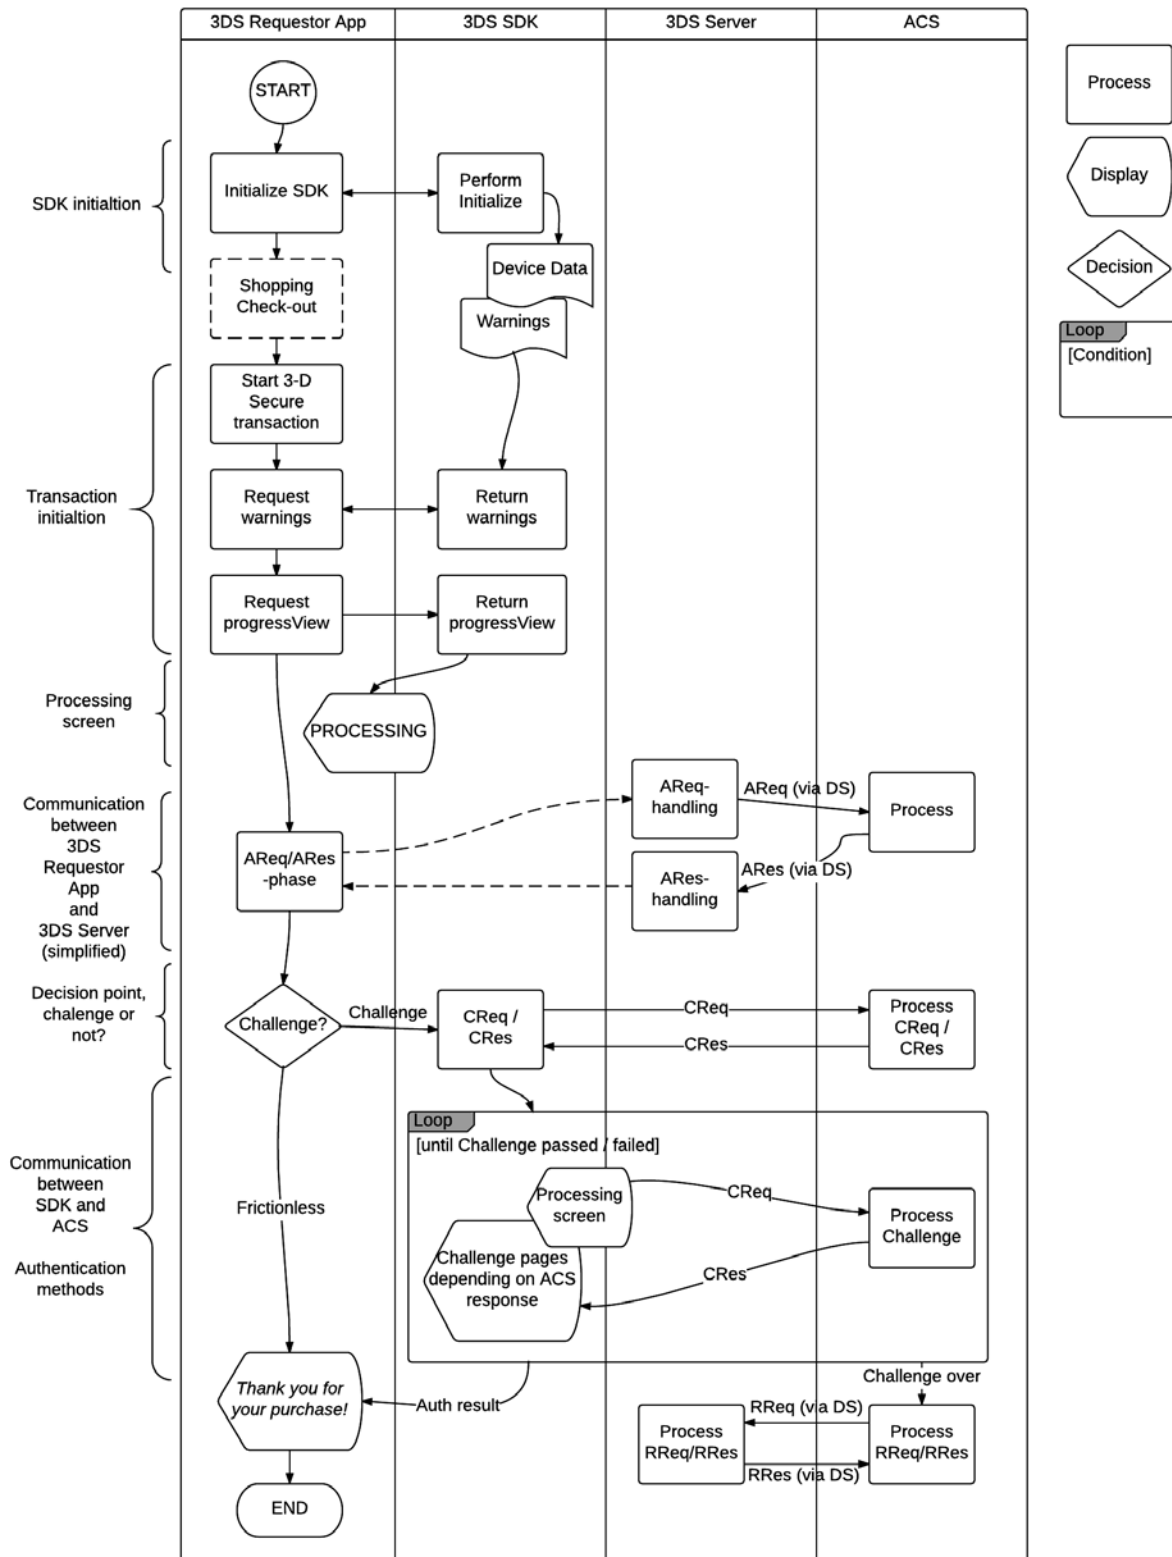 3DS Requestor App
3DS SDK
3DS Server
ACS
START
Process
Display
Decision
Loop
[Condition]
SDK initialtion
Initialize SDK
Perform
Initialize
Device Data
Warnings
Shopping
Check-out
Transaction
initialtion
Start 3-D
Secure
transaction
Request
warnings
Return
warnings
Request
progressView
Return
progressView
Processing
screen
PROCESSING
Communication
between
3DS
Requestor
App
and
3DS Server
(simplified)
AReq/ARes
-phase
AReq-
handling
AReq (via DS)
Process
ARes-
handling
ARes (via DS)
Decision point,
chalenge or
not?
Challenge?
Challenge
CReq /
CRes
CReq
CRes
Process
CReq /
CRes
Communication
between
SDK and
ACS
Authentication
methods
Frictionless
Loop
[until Challenge passed / failed]
Processing
screen
CReq
Process
Challenge
Challenge pages
depending on ACS
response
CRes
Challenge over
Thank you for
your purchase!
Auth result
Process
RReq/RRes
RReq (via DS)
RRes (via DS)
Process
RReq/RRes
END